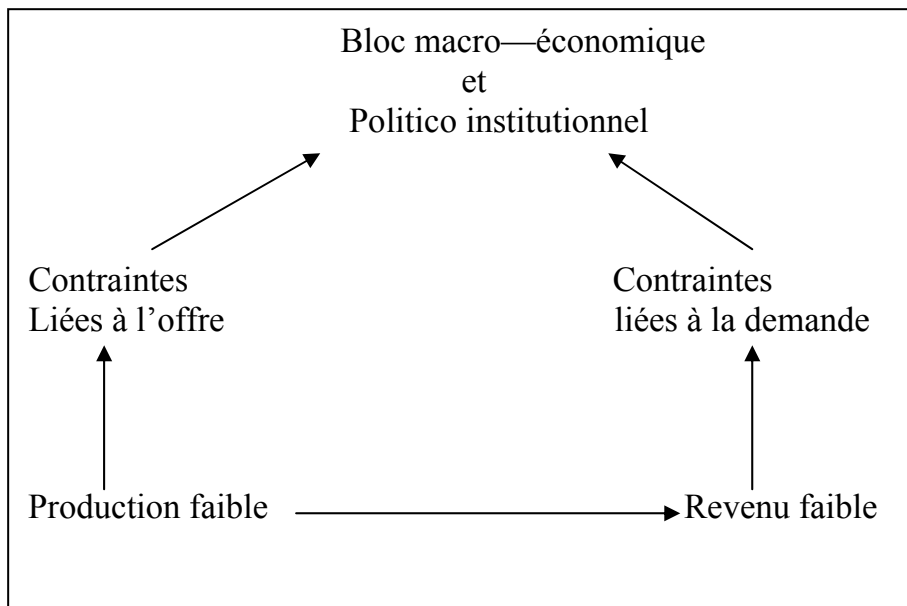 Bloc macro—économique
et
Politico institutionnel
Contraintes
Liées à l’offre
Contraintes
liées à la demande
Production faible
Revenu faible